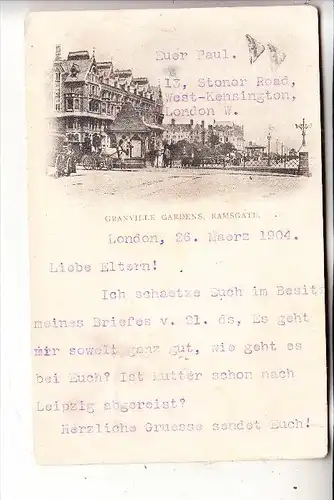 Euer Paul.
13, Stonor Road,
West-Kensington,
London W.
GRANVILLE GARDENS, RAMSGATE.
London, 26. Maerz 1904.
Liebe Eltern!
Ich schaetze Euch im Besitz
meines Briefes v. 21. ds, Es geht
mir soweit ganz gut, wie geht es
bei Euch? Ist Mutter schon nach
Leipzig abgereist?
Herzliche Gruesse sendet Euch!